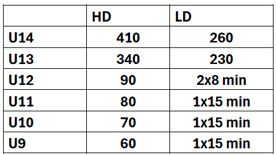 HD LD
U14 410 260
U13 340 230
U12 90 2x8 min
U11 80 1x15 min
U10 70 1x15 min
U9 60 1x15 min